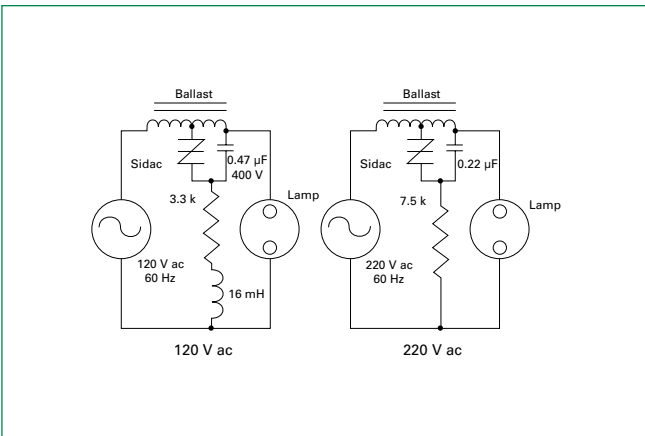 Ballast
Sidac
0.47 µF
400 V
3.3 k
Lamp
120 V ac
60 Hz
16 mH
120 V ac
Ballast
Sidac
0.22 µF
7.5 k
Lamp
220 V ac
60 Hz
220 V ac